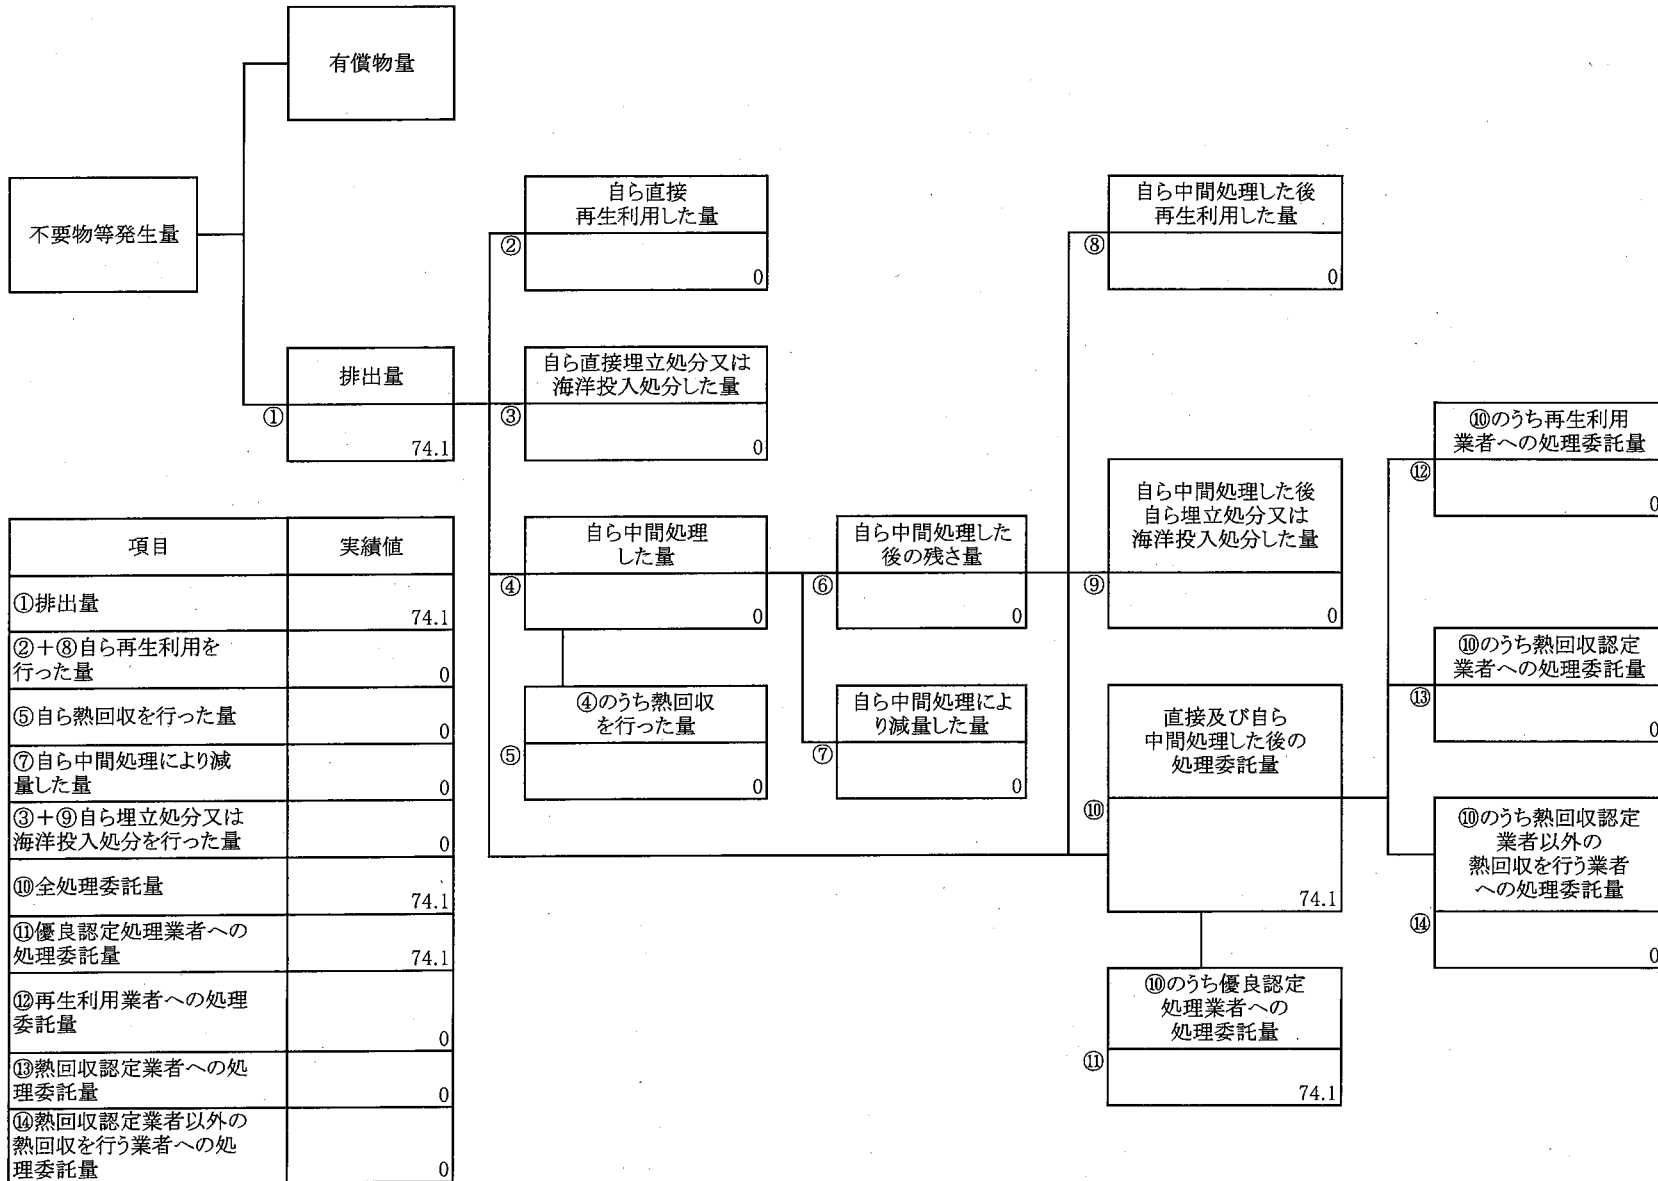 有償物量
不要物等発生量
排出量
①
74.1
自ら直接
再生利用した量
②
0
自ら直接埋立処分又は
海洋投入処分した量
③
0
自ら中間処理
した量
④
0
④のうち熱回収
を行った量
⑤
0
自ら中間処理した
後の残さ量
⑥
0
自ら中間処理によ
り減量した量
⑦
0
自ら中間処理した後
再生利用した量
⑧
0
自ら中間処理した後
自ら埋立処分又は
海洋投入処分した量
⑨
0
直接及び自ら
中間処理した後の
処理委託量
⑩
74.1
⑩のうち優良認定
処理業者への
処理委託量
⑪
74.1
⑩のうち再生利用
業者への処理委託量
⑫
0
⑩のうち熱回収認定
業者への処理委託量
⑬
0
⑩のうち熱回収認定
業者以外の
熱回収を行う業者
への処理委託量
⑭
0
項目 実績値
①排出量 74.1
②+⑧自ら再生利用を
行った量 0
⑤自ら熱回収を行った量 0
⑦自ら中間処理により減
量した量 0
③+⑨自ら埋立処分又は
海洋投入処分を行った量 0
⑩全処理委託量 74.1
⑪優良認定処理業者への
処理委託量 74.1
⑫再生利用業者への処理
委託量 0
⑬熱回収認定業者への処
理委託量 0
⑭熱回収認定業者以外の
熱回収を行う業者への処
理委託量 0